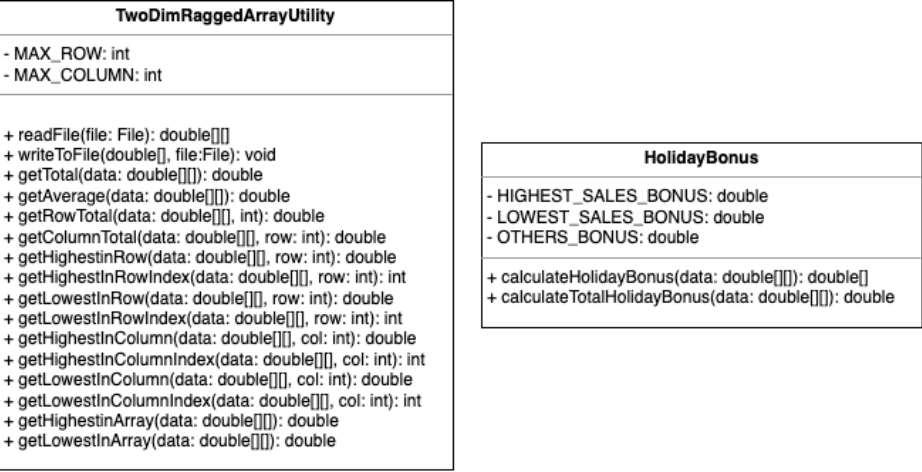 TwoDimRaggedArrayUtility
- MAX_ROW: int
- MAX_COLUMN: int
+ readFile(file: File): double[][]
+ writeToFile(double[], file:File): void
+ getTotal(data: double[][]): double
+ getAverage(data: double[][]): double
+ getRowTotal(data: double[][], int): double
+ getColumnTotal(data: double[][], row: int): double
+ getHighestinRow(data: double[][], row: int): double
+ getHighestInRowIndex(data: double[][], row: int): int
+ getLowestInRow(data: double[][], row: int): double
+ getLowestInRowIndex(data: double[][], row: int): int
+ getHighestInColumn(data: double[][], col: int): double
+ getHighestInColumnIndex(data: double[][], col: int): int
+ getLowestInColumn(data: double[][], col: int): double
+ getLowestInColumnIndex(data: double[][], col: int): int
+ getHighestinArray(data: double[][]): double
+ getLowestInArray(data: double[][]): double
HolidayBonus
- HIGHEST_SALES_BONUS: double
- LOWEST_SALES_BONUS: double
- OTHERS_BONUS: double
+ calculateHolidayBonus(data: double[][]): double[]
+ calculateTotalHolidayBonus(data: double[][]): double